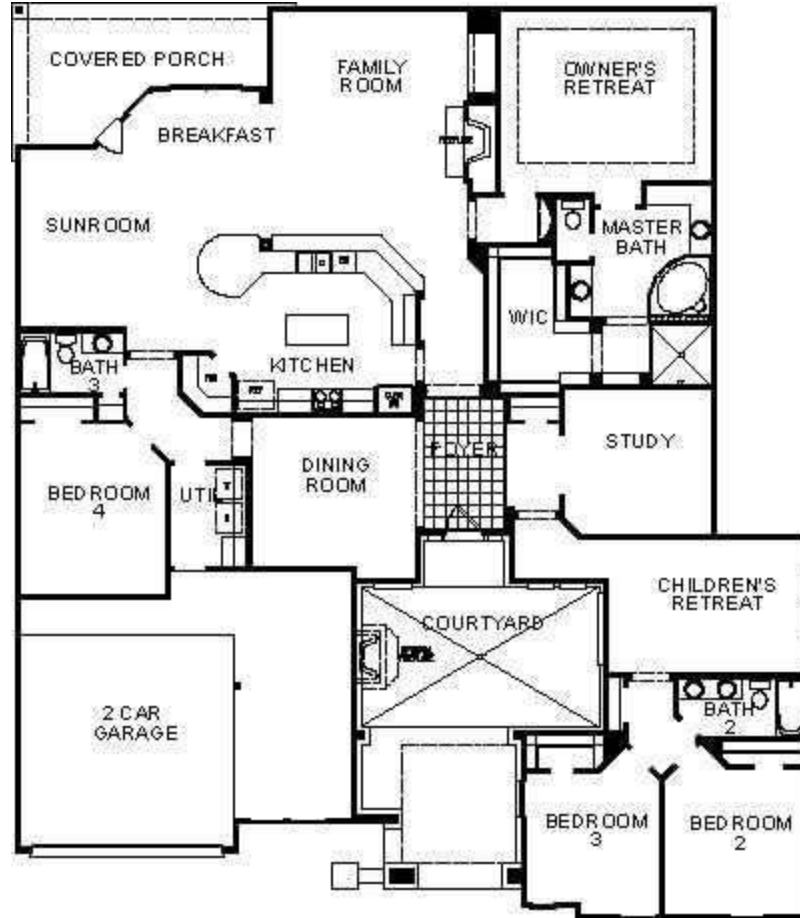 COVERED PORCH
FAMILY
ROOM
OWNER'S
RETREAT
BREAKFAST
SUNROOM
MASTER
BATH
WIC
KITCHEN
BATH
3
STUDY
FOYER
DINING
ROOM
BEDROOM
4
UTIL
CHILDREN'S
RETREAT
COURTYARD
2 CAR
GARAGE
BATH
2
BEDROOM
3
BEDROOM
2